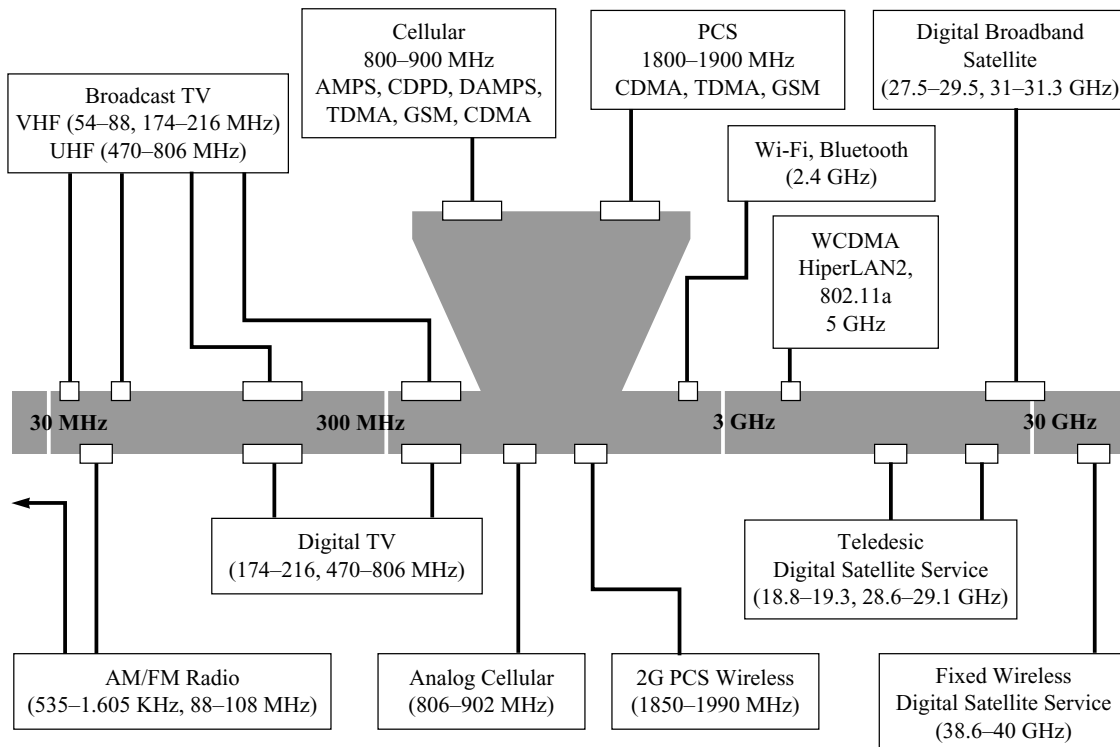 Cellular
800–900 MHz
AMPS, CDPD, DAMPS,
TDMA, GSM, CDMA
PCS
1800–1900 MHz
CDMA, TDMA, GSM
Digital Broadband
Satellite
(27.5–29.5, 31–31.3 GHz)
Broadcast TV
VHF (54–88, 174–216 MHz)
UHF (470–806 MHz)
Wi-Fi, Bluetooth
(2.4 GHz)
WCDMA
HiperLAN2,
802.11a
5 GHz
30 MHz
300 MHz
3 GHz
30 GHz
Digital TV
(174–216, 470–806 MHz)
Teledesic
Digital Satellite Service
(18.8–19.3, 28.6–29.1 GHz)
AM/FM Radio
(535–1.605 KHz, 88–108 MHz)
Analog Cellular
(806–902 MHz)
2G PCS Wireless
(1850–1990 MHz)
Fixed Wireless
Digital Satellite Service
(38.6–40 GHz)